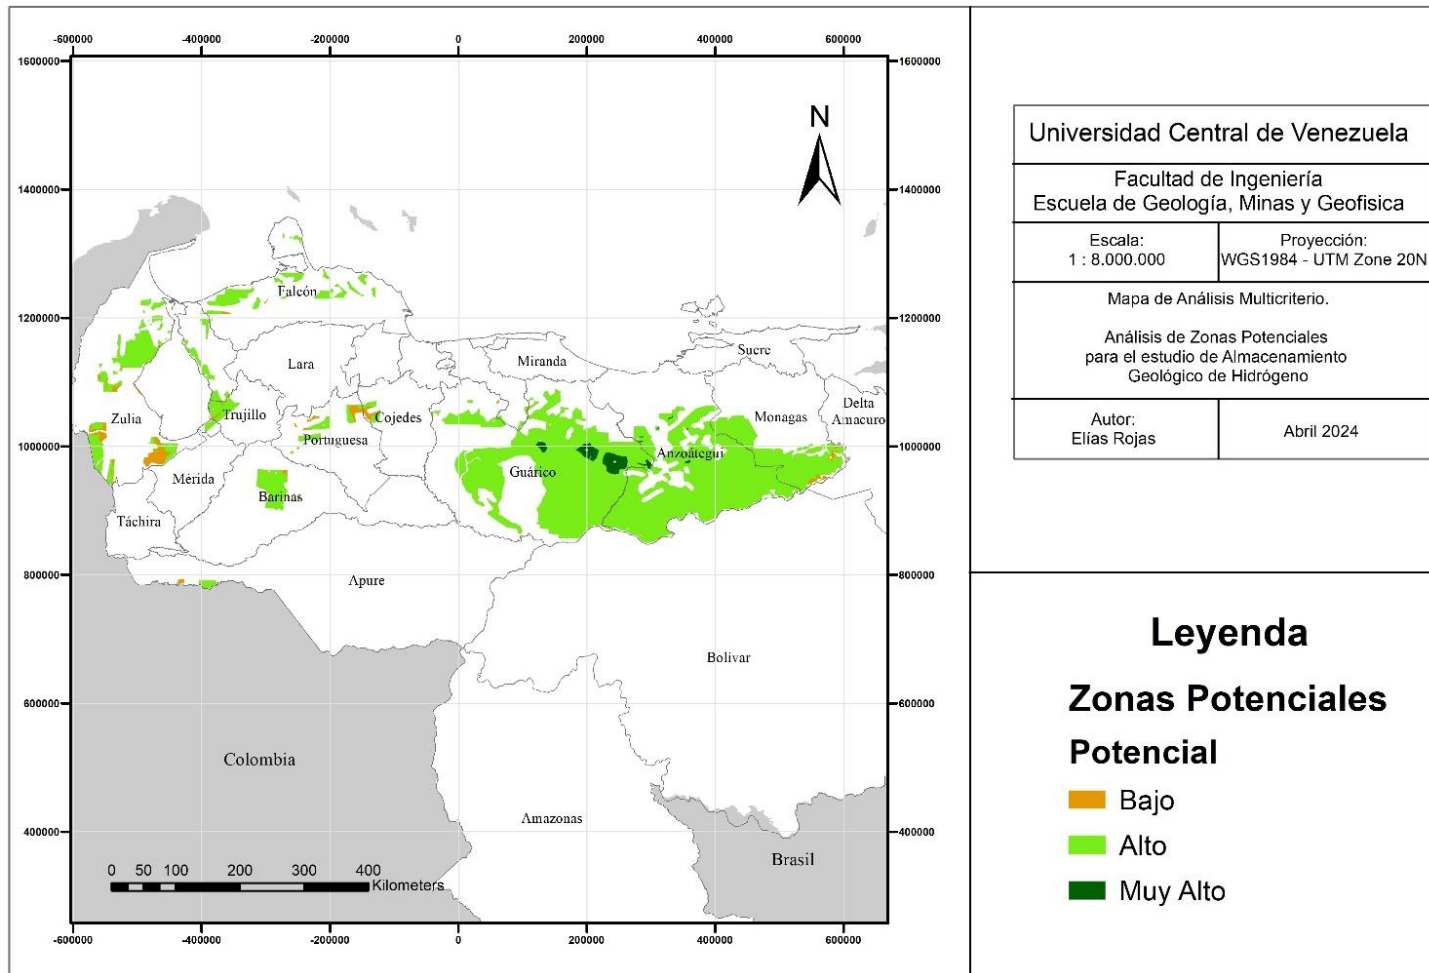 -600000 -400000 -200000 0 200000 400000 600000
1600000 1600000
N
1400000 1400000
Falcón
1200000 1200000
Lara
Miranda
Sucre
Zulia
Trujillo
Cojedes
Portuguesa
Monagas
Delta
Amacuro
1000000 1000000
Mérida
Barinas
Guárico
Anzoátegui
Táchira
800000 800000
Apure
Bolivar
600000 600000
Colombia
Amazonas
Brasil
400000 400000
0 50 100 200 300 400
Kilometers
-600000 -400000 -200000 0 200000 400000 600000
Universidad Central de Venezuela
Facultad de Ingeniería
Escuela de Geología, Minas y Geofisica
Escala:
1 : 8.000.000
Proyección:
WGS1984 - UTM Zone 20N
Mapa de Análisis Multicriterio.
Análisis de Zonas Potenciales
para el estudio de Almacenamiento
Geológico de Hidrógeno
Autor:
Elías Rojas
Abril 2024
Leyenda
Zonas Potenciales
Potencial
Bajo
Alto
Muy Alto